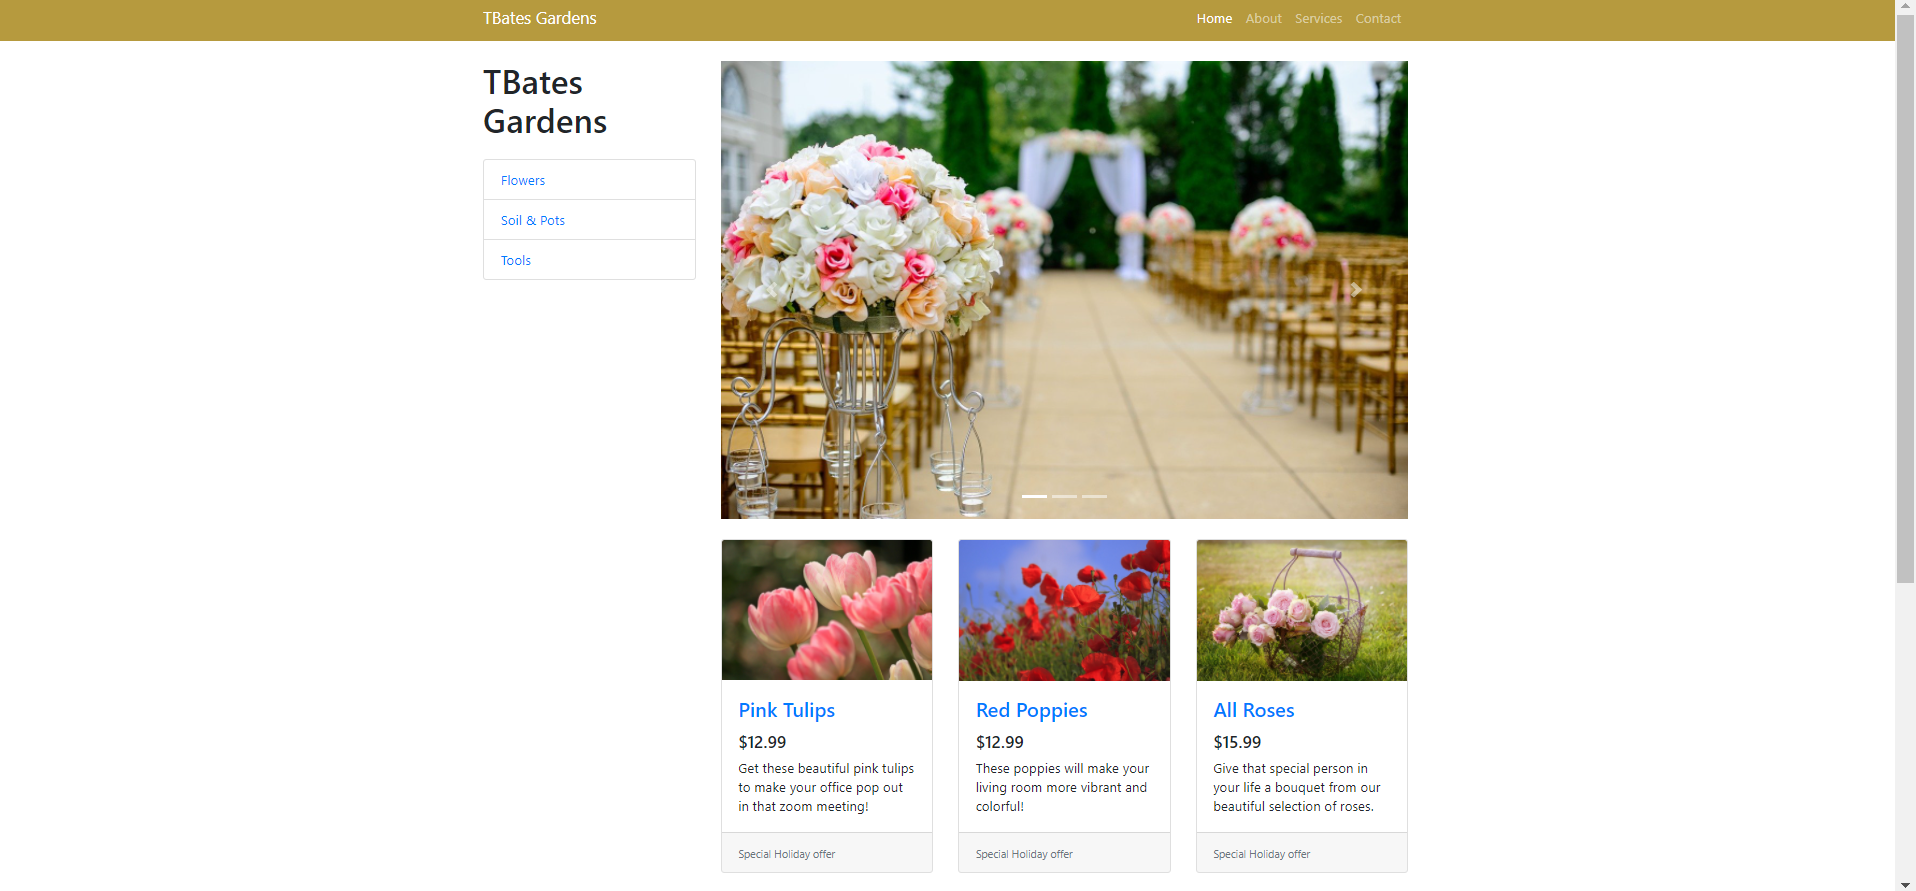 TBates Gardens
Home About Services Contact
TBates
Gardens
Flowers
Soil & Pots
Tools
Pink Tulips
$12.99
Get these beautiful pink tulips
to make your office pop out
in that zoom meeting!
Special Holiday offer
Red Poppies
$12.99
These poppies will make your
living room more vibrant and
colorful!
Special Holiday offer
All Roses
$15.99
Give that special person in
your life a bouquet from our
beautiful selection of roses.
Special Holiday offer